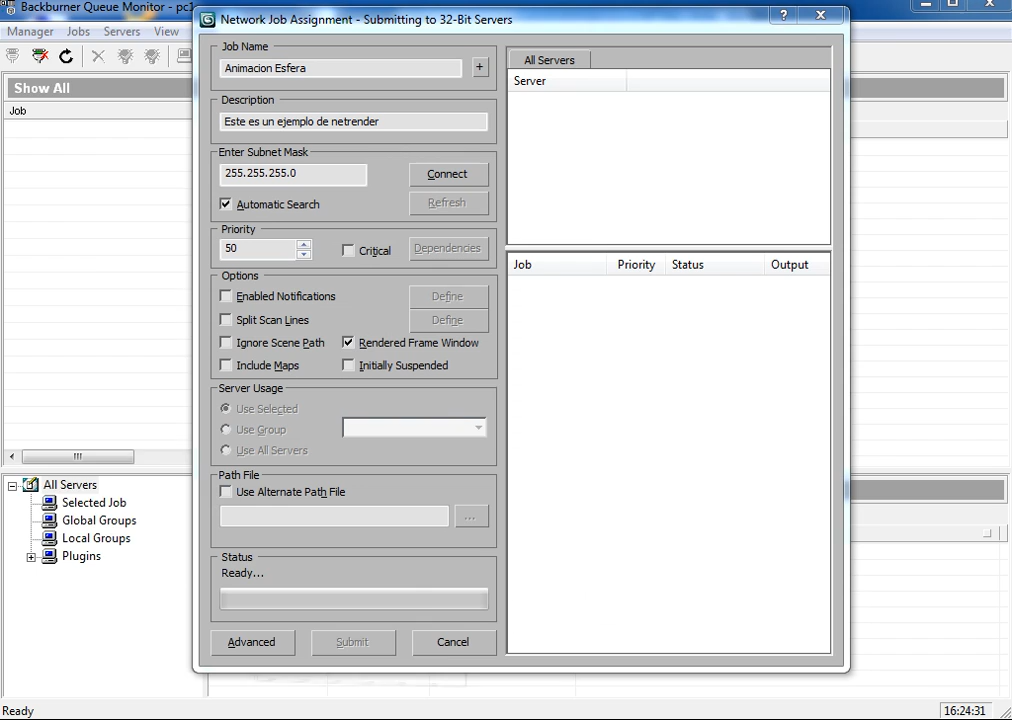 Backburner Queue Monitor - pc1
Manager Jobs Servers View
Show All
Job
All Servers
Selected Job
Global Groups
Local Groups
Plugins
Ready
16:24:31
Network Job Assignment - Submitting to 32-Bit Servers
?
Job Name
Animacion Esfera
+
Description
Este es un ejemplo de netrender
Enter Subnet Mask
255.255.255.0
Connect
Automatic Search
Refresh
Priority
50
Critical
Dependencies
Options
Enabled Notifications
Define
Split Scan Lines
Define
Ignore Scene Path
Rendered Frame Window
Include Maps
Initially Suspended
Server Usage
Use Selected
Use Group
Use All Servers
Path File
Use Alternate Path File
...
Status
Ready...
Advanced
Submit
Cancel
All Servers
Server
Job Priority Status Output